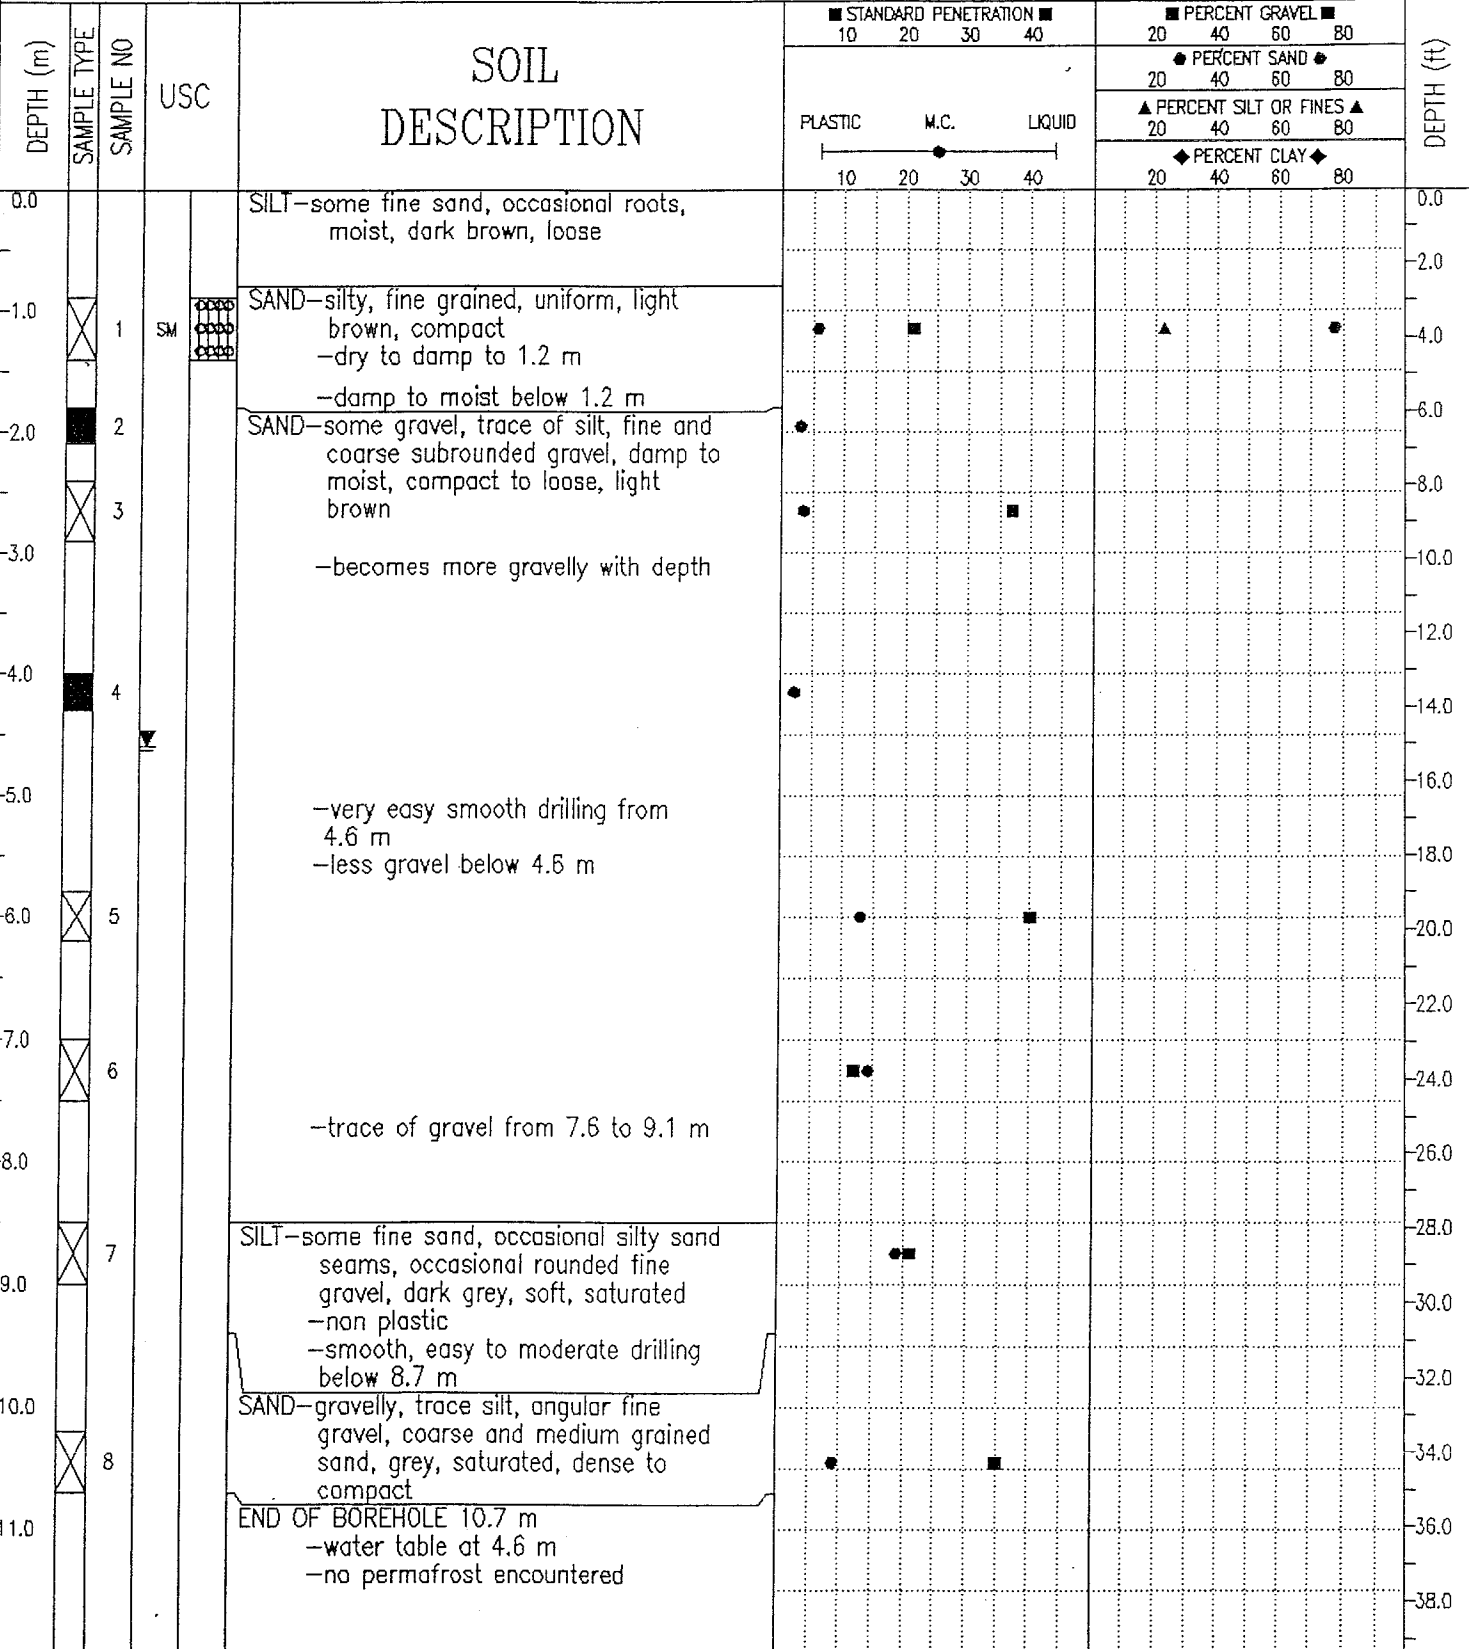 DEPTH (m)
SAMPLE TYPE
SAMPLE NO
USC
SOIL
DESCRIPTION
■ STANDARD PENETRATION ■
10 20 30 40
PLASTIC M.C. LIQUID
10 20 30 40
■ PERCENT GRAVEL ■
20 40 60 80
● PERCENT SAND ●
20 40 60 80
▲ PERCENT SILT OR FINES ▲
20 40 60 80
◆ PERCENT CLAY ◆
20 40 60 80
DEPTH (ft)
0.0
SILT–some fine sand, occasional roots,
moist, dark brown, loose
0.0
2.0
1.0
1
SM
SAND–silty, fine grained, uniform, light
brown, compact
–dry to damp to 1.2 m
–damp to moist below 1.2 m
4.0
6.0
2.0
2
SAND–some gravel, trace of silt, fine and
coarse subrounded gravel, damp to
moist, compact to loose, light
brown
3
8.0
3.0
–becomes more gravelly with depth
10.0
12.0
4.0
4
14.0
16.0
5.0
–very easy smooth drilling from
4.6 m
–less gravel below 4.6 m
18.0
6.0
5
20.0
22.0
7.0
6
24.0
–trace of gravel from 7.6 to 9.1 m
8.0
26.0
28.0
7
SILT–some fine sand, occasional silty sand
seams, occasional rounded fine
gravel, dark grey, soft, saturated
–non plastic
–smooth, easy to moderate drilling
below 8.7 m
9.0
30.0
32.0
10.0
SAND–gravelly, trace silt, angular fine
gravel, coarse and medium grained
sand, grey, saturated, dense to
compact
8
34.0
END OF BOREHOLE 10.7 m
–water table at 4.6 m
–no permafrost encountered
11.0
36.0
38.0